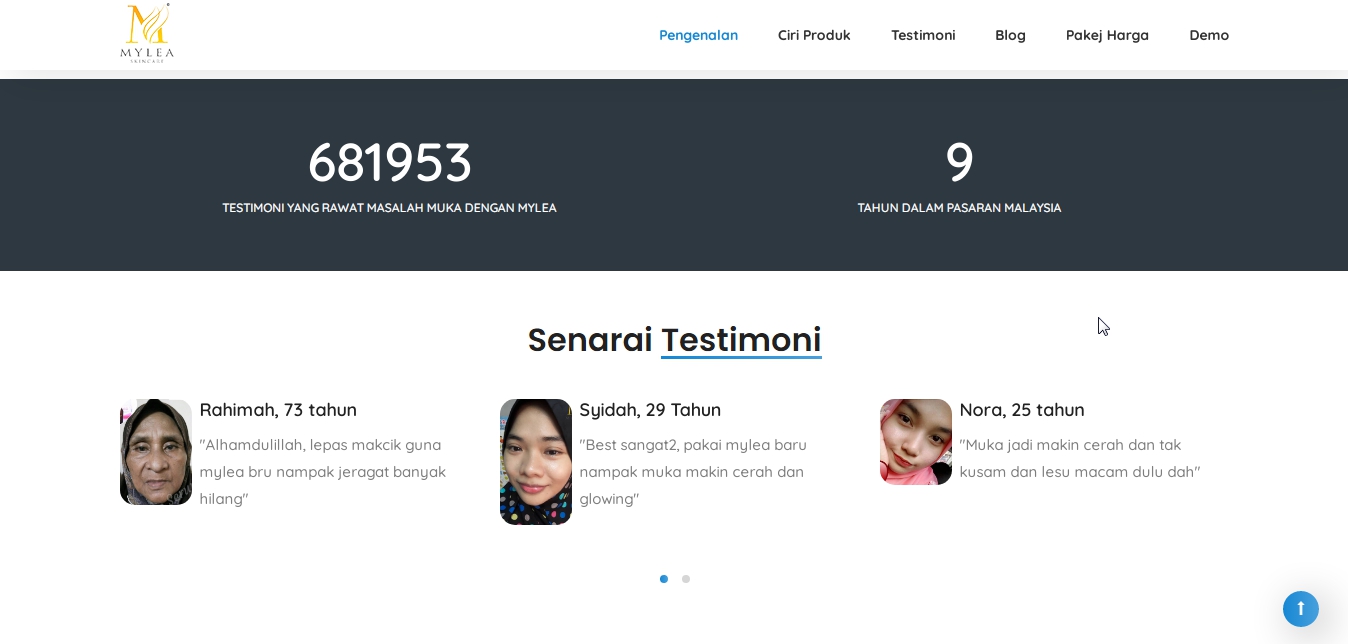 MYLEA
SKINCARE
Pengenalan
Ciri Produk
Testimoni
Blog
Pakej Harga
Demo
681953
TESTIMONI YANG RAWAT MASALAH MUKA DENGAN MYLEA
9
TAHUN DALAM PASARAN MALAYSIA
Senarai Testimoni
Rahimah, 73 tahun
"Alhamdulillah, lepas makcik guna
mylea bru nampak jeragat banyak
hilang"
Syidah, 29 Tahun
"Best sangat2, pakai mylea baru
nampak muka makin cerah dan
glowing"
Nora, 25 tahun
"Muka jadi makin cerah dan tak
kusam dan lesu macam dulu dah"